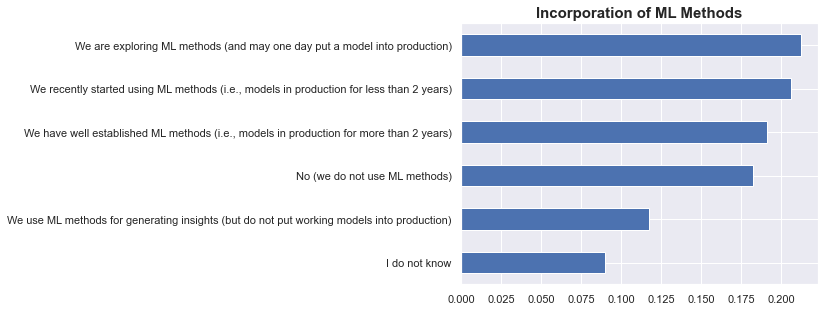 Incorporation of ML Methods
We are exploring ML methods (and may one day put a model into production)
We recently started using ML methods (i.e., models in production for less than 2 years)
We have well established ML methods (i.e., models in production for more than 2 years)
No (we do not use ML methods)
We use ML methods for generating insights (but do not put working models into production)
I do not know
0.000 0.025 0.050 0.075 0.100 0.125 0.150 0.175 0.200